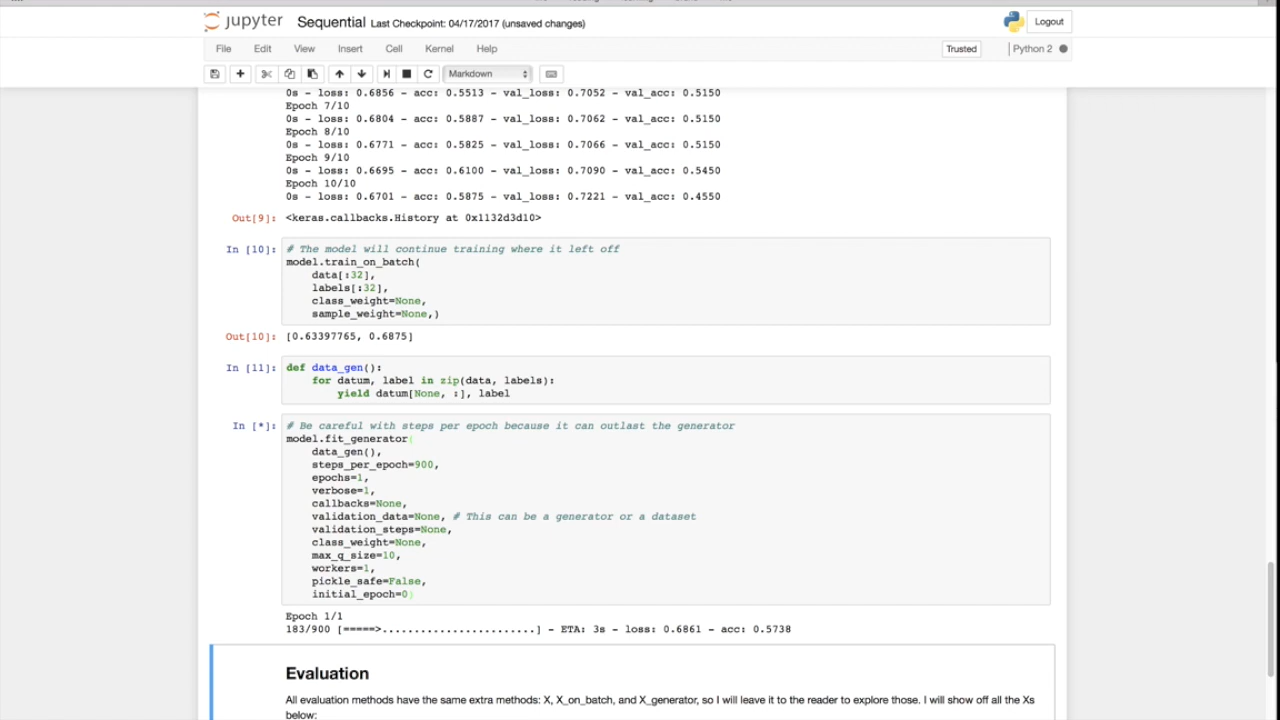 jupyter Sequential Last Checkpoint: 04/17/2017 (unsaved changes) Logout
File Edit View Insert Cell Kernel Help Trusted Python 2
Markdown
0s - loss: 0.6856 - acc: 0.5513 - val_loss: 0.7052 - val_acc: 0.5150
Epoch 7/10
0s - loss: 0.6804 - acc: 0.5887 - val_loss: 0.7062 - val_acc: 0.5150
Epoch 8/10
0s - loss: 0.6771 - acc: 0.5825 - val_loss: 0.7066 - val_acc: 0.5150
Epoch 9/10
0s - loss: 0.6695 - acc: 0.6100 - val_loss: 0.7090 - val_acc: 0.5450
Epoch 10/10
0s - loss: 0.6701 - acc: 0.5875 - val_loss: 0.7221 - val_acc: 0.4550
Out[9]: <keras.callbacks.History at 0x1132d3d10>
In [10]: # The model will continue training where it left off
model.train_on_batch(
data[:32],
labels[:32],
class_weight=None,
sample_weight=None,)
Out[10]: [0.63397765, 0.6875]
In [11]: def data_gen():
for datum, label in zip(data, labels):
yield datum[None, :], label
In [*]: # Be careful with steps per epoch because it can outlast the generator
model.fit_generator(
data_gen(),
steps_per_epoch=900,
epochs=1,
verbose=1,
callbacks=None,
validation_data=None, # This can be a generator or a dataset
validation_steps=None,
class_weight=None,
max_q_size=10,
workers=1,
pickle_safe=False,
initial_epoch=0)
Epoch 1/1
183/900 [=====>........................] - ETA: 3s - loss: 0.6861 - acc: 0.5738
Evaluation
All evaluation methods have the same extra methods: X, X_on_batch, and X_generator, so I will leave it to the reader to explore those. I will show off all the Xs
below: